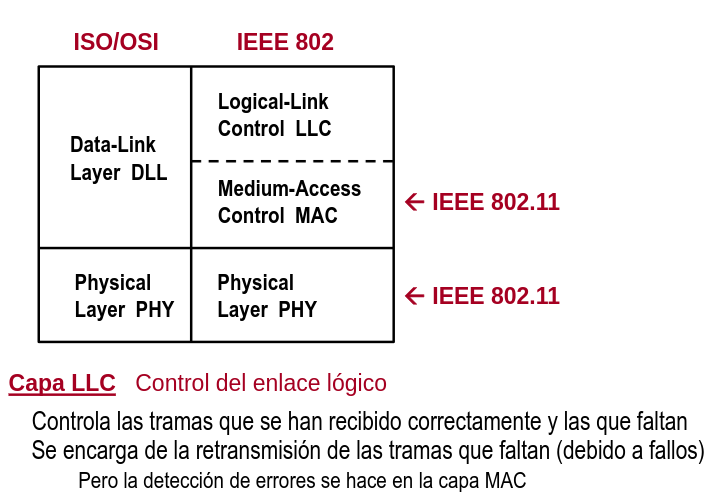 ISO/OSI IEEE 802
Logical-Link
Control LLC
Data-Link
Layer DLL
Medium-Access
Control MAC
← IEEE 802.11
Physical
Layer PHY
Physical
Layer PHY
← IEEE 802.11
Capa LLC Control del enlace lógico
Controla las tramas que se han recibido correctamente y las que faltan
Se encarga de la retransmisión de las tramas que faltan (debido a fallos)
Pero la detección de errores se hace en la capa MAC